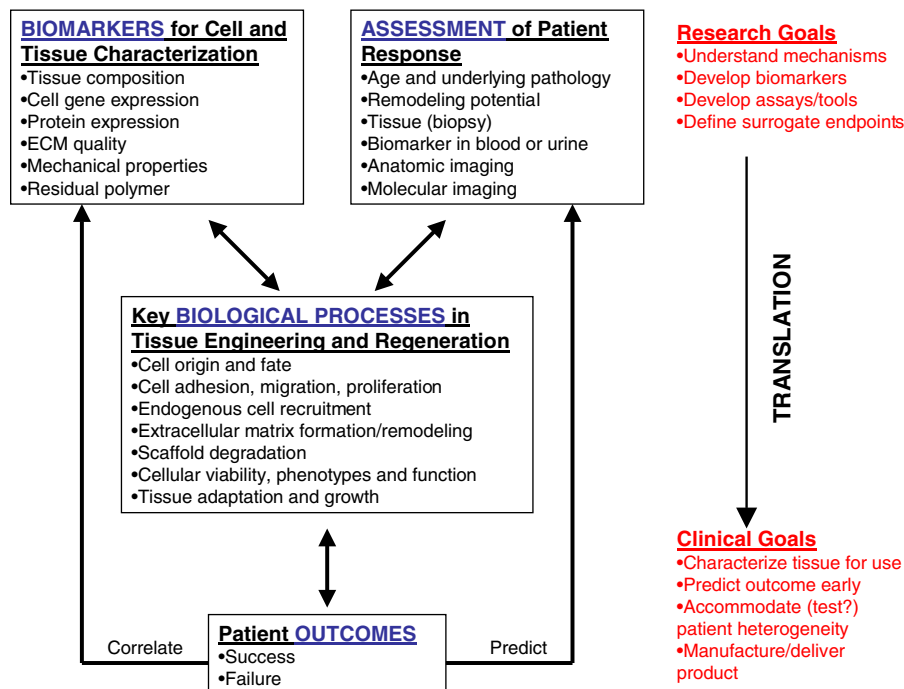 BIOMARKERS for Cell and
Tissue Characterization
•Tissue composition
•Cell gene expression
•Protein expression
•ECM quality
•Mechanical properties
•Residual polymer
ASSESSMENT of Patient
Response
•Age and underlying pathology
•Remodeling potential
•Tissue (biopsy)
•Biomarker in blood or urine
•Anatomic imaging
•Molecular imaging
Research Goals
•Understand mechanisms
•Develop biomarkers
•Develop assays/tools
•Define surrogate endpoints
Key BIOLOGICAL PROCESSES in
Tissue Engineering and Regeneration
•Cell origin and fate
•Cell adhesion, migration, proliferation
•Endogenous cell recruitment
•Extracellular matrix formation/remodeling
•Scaffold degradation
•Cellular viability, phenotypes and function
•Tissue adaptation and growth
TRANSLATION
Clinical Goals
•Characterize tissue for use
•Predict outcome early
•Accommodate (test?)
patient heterogeneity
•Manufacture/deliver
product
Correlate
Patient OUTCOMES
•Success
•Failure
Predict